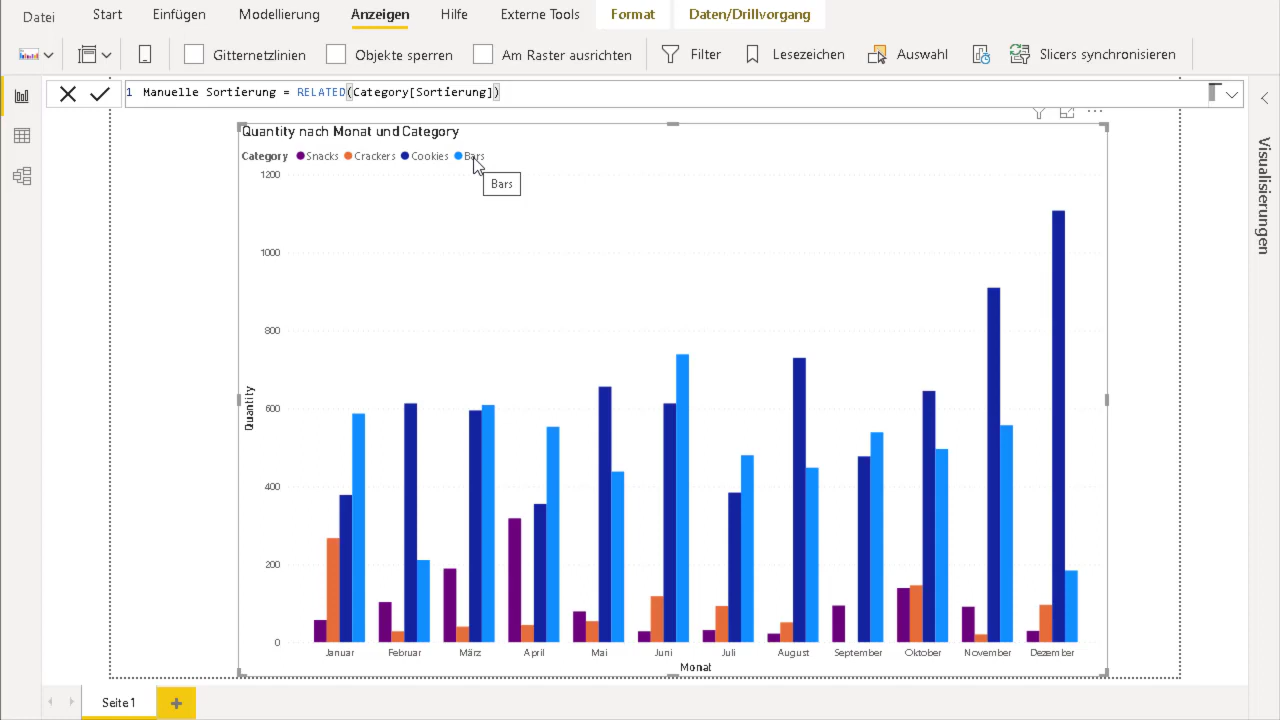 Datei Start Einfügen Modellierung Anzeigen Hilfe Externe Tools Format Daten/Drillvorgang
Gitternetzlinien Objekte sperren Am Raster ausrichten Filter Lesezeichen Auswahl Slicers synchronisieren
1 Manuelle Sortierung = RELATED(Category[Sortierung])
Quantity nach Monat und Category
Category Snacks Crackers Cookies Bars
Bars
1200
1000
800
600
400
200
0
Quantity
Januar Februar März April Mai Juni Juli August September Oktober November Dezember
Monat
Visualisierungen
Seite 1